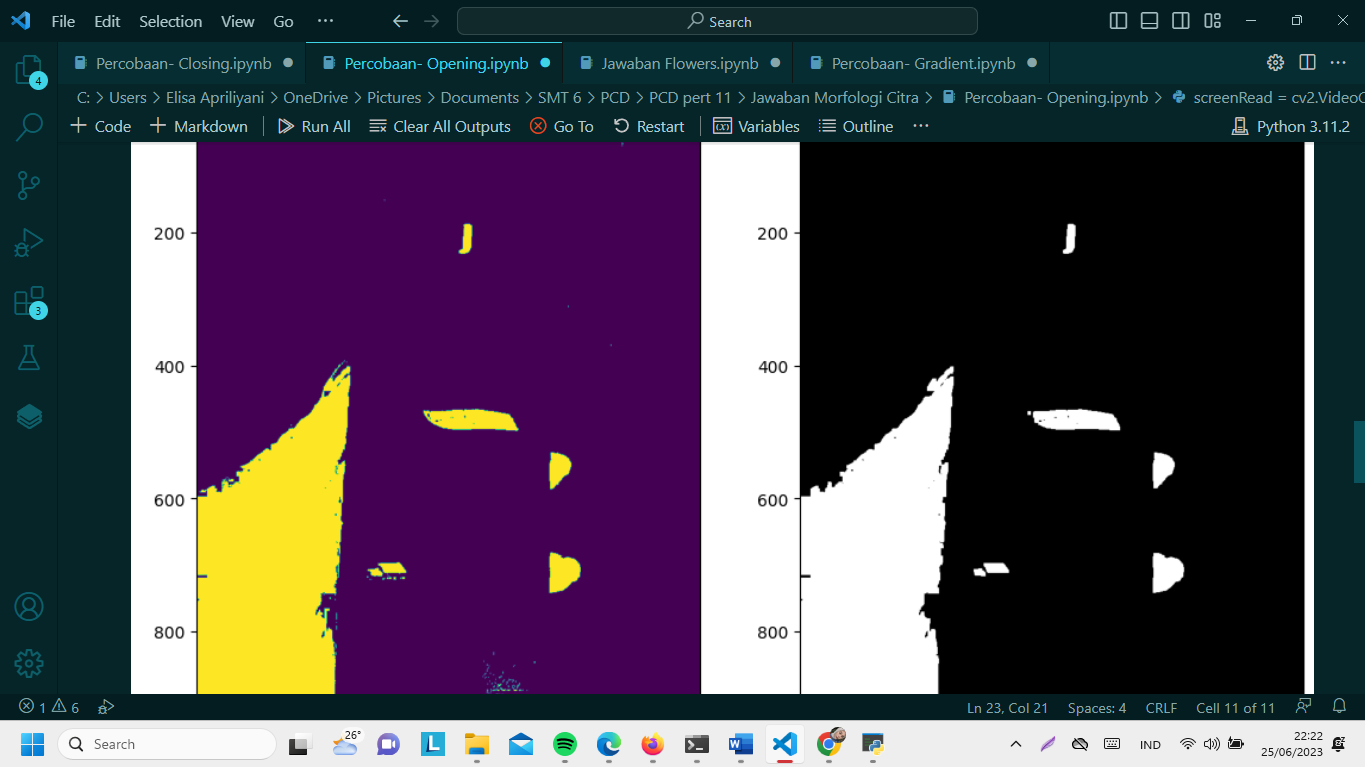 File Edit Selection View Go ··· Search
Percobaan- Closing.ipynb Percobaan- Opening.ipynb Jawaban Flowers.ipynb Percobaan- Gradient.ipynb
C: > Users > Elisa Apriliyani > OneDrive > Pictures > Documents > SMT 6 > PCD > PCD pert 11 > Jawaban Morfologi Citra > Percobaan- Opening.ipynb > screenRead = cv2.VideoC
+ Code + Markdown Run All Clear All Outputs Go To Restart Variables Outline ··· Python 3.11.2
4
3
200 200
400 400
600 600
800 800
1 6 Ln 23, Col 21 Spaces: 4 CRLF Cell 11 of 11
Search 26° L W IND 22:22
25/06/2023